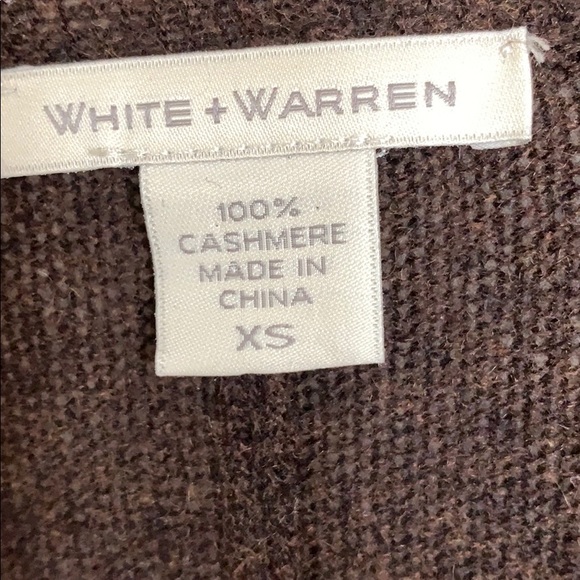 WHITE + WARREN
100%
CASHMERE
MADE IN
CHINA
XS